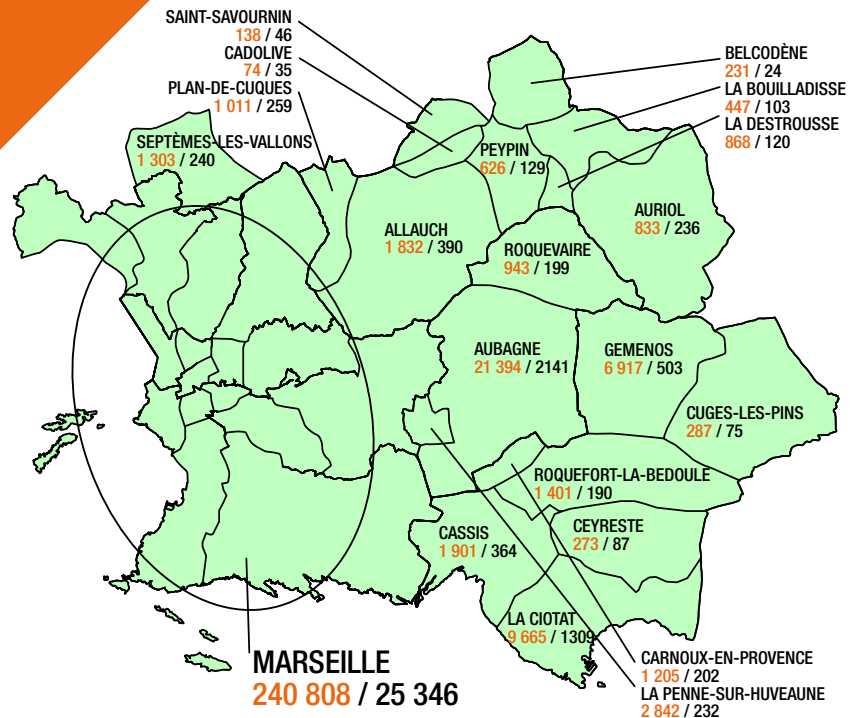 SAINT-SAVOURNIN
138 / 46
CADOLIVE
74 / 35
PLAN-DE-CUQUES
1 011 / 259
SEPTÈMES-LES-VALLONS
1 303 / 240
BELCODÈNE
231 / 24
LA BOUILLADISSE
447 / 103
LA DESTROUSSE
868 / 120
PEYPIN
626 / 129
AURIOL
833 / 236
ALLAUCH
1 832 / 390
ROQUEVAIRE
943 / 199
AUBAGNE
21 394 / 2141
GEMENOS
6 917 / 503
CUGES-LES-PINS
287 / 75
ROQUEFORT-LA-BEDOULE
1 401 / 190
CASSIS
1 901 / 364
CEYRESTE
273 / 87
LA CIOTAT
9 665 / 1309
MARSEILLE
240 808 / 25 346
CARNOUX-EN-PROVENCE
1 205 / 202
LA PENNE-SUR-HUVEAUNE
2 842 / 232